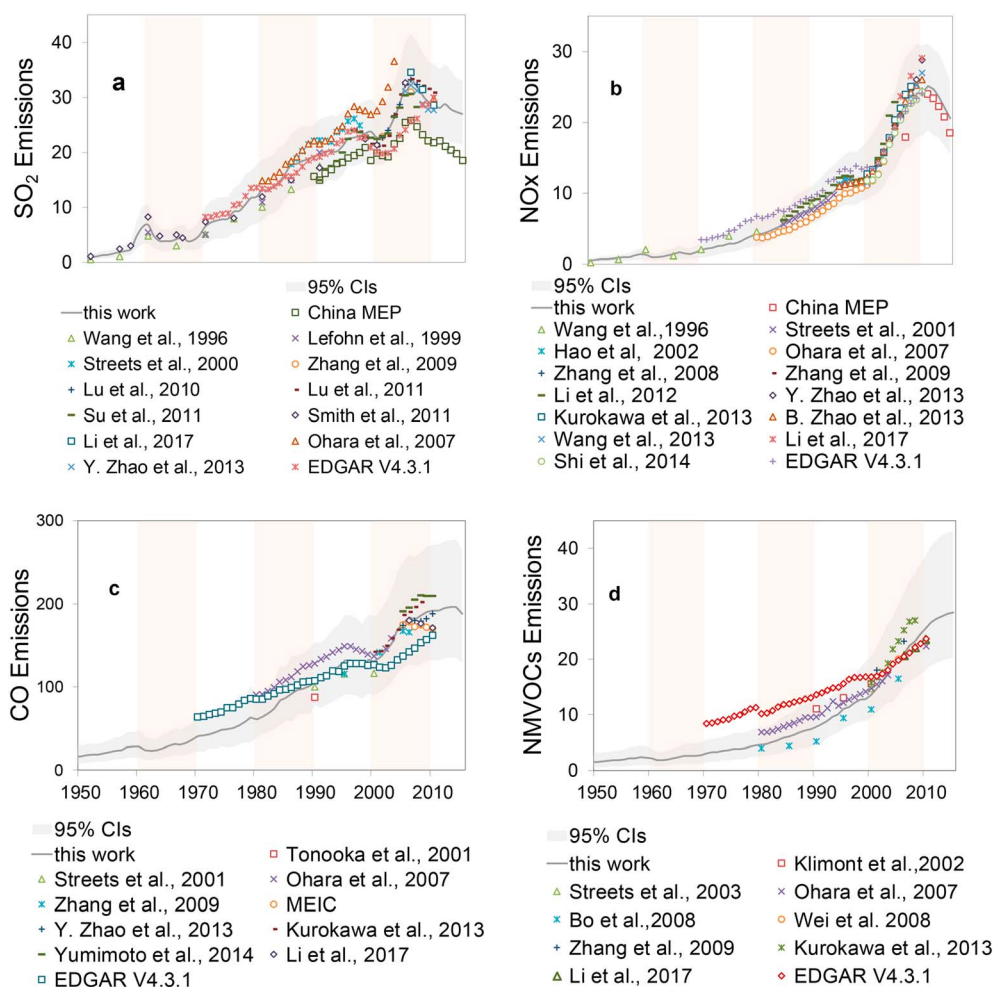 SO2 Emissions
40
30
20
10
0
a
95% CIs
this work
China MEP
Wang et al., 1996
Lefohn et al., 1999
Streets et al., 2000
Zhang et al., 2009
Lu et al., 2010
Lu et al., 2011
Su et al., 2011
Smith et al., 2011
Li et al., 2017
Ohara et al., 2007
Y. Zhao et al., 2013
EDGAR V4.3.1
NOx Emissions
30
20
10
0
b
95% CIs
this work
China MEP
Wang et al.,1996
Streets et al., 2001
Hao et al, 2002
Ohara et al., 2007
Zhang et al., 2008
Zhang et al., 2009
Li et al., 2012
Y. Zhao et al., 2013
Kurokawa et al., 2013
B. Zhao et al., 2013
Wang et al., 2013
Li et al., 2017
Shi et al., 2014
EDGAR V4.3.1
CO Emissions
300
200
100
0
c
1950 1960 1970 1980 1990 2000 2010
95% CIs
this work
Tonooka et al., 2001
Streets et al., 2001
Ohara et al., 2007
Zhang et al., 2009
MEIC
Y. Zhao et al., 2013
Kurokawa et al., 2013
Yumimoto et al., 2014
Li et al., 2017
EDGAR V4.3.1
NMVOCs Emissions
40
30
20
10
0
d
1950 1960 1970 1980 1990 2000 2010
95% CIs
this work
Klimont et al.,2002
Streets et al., 2003
Ohara et al., 2007
Bo et al.,2008
Wei et al. 2008
Zhang et al., 2009
Kurokawa et al., 2013
Li et al., 2017
EDGAR V4.3.1